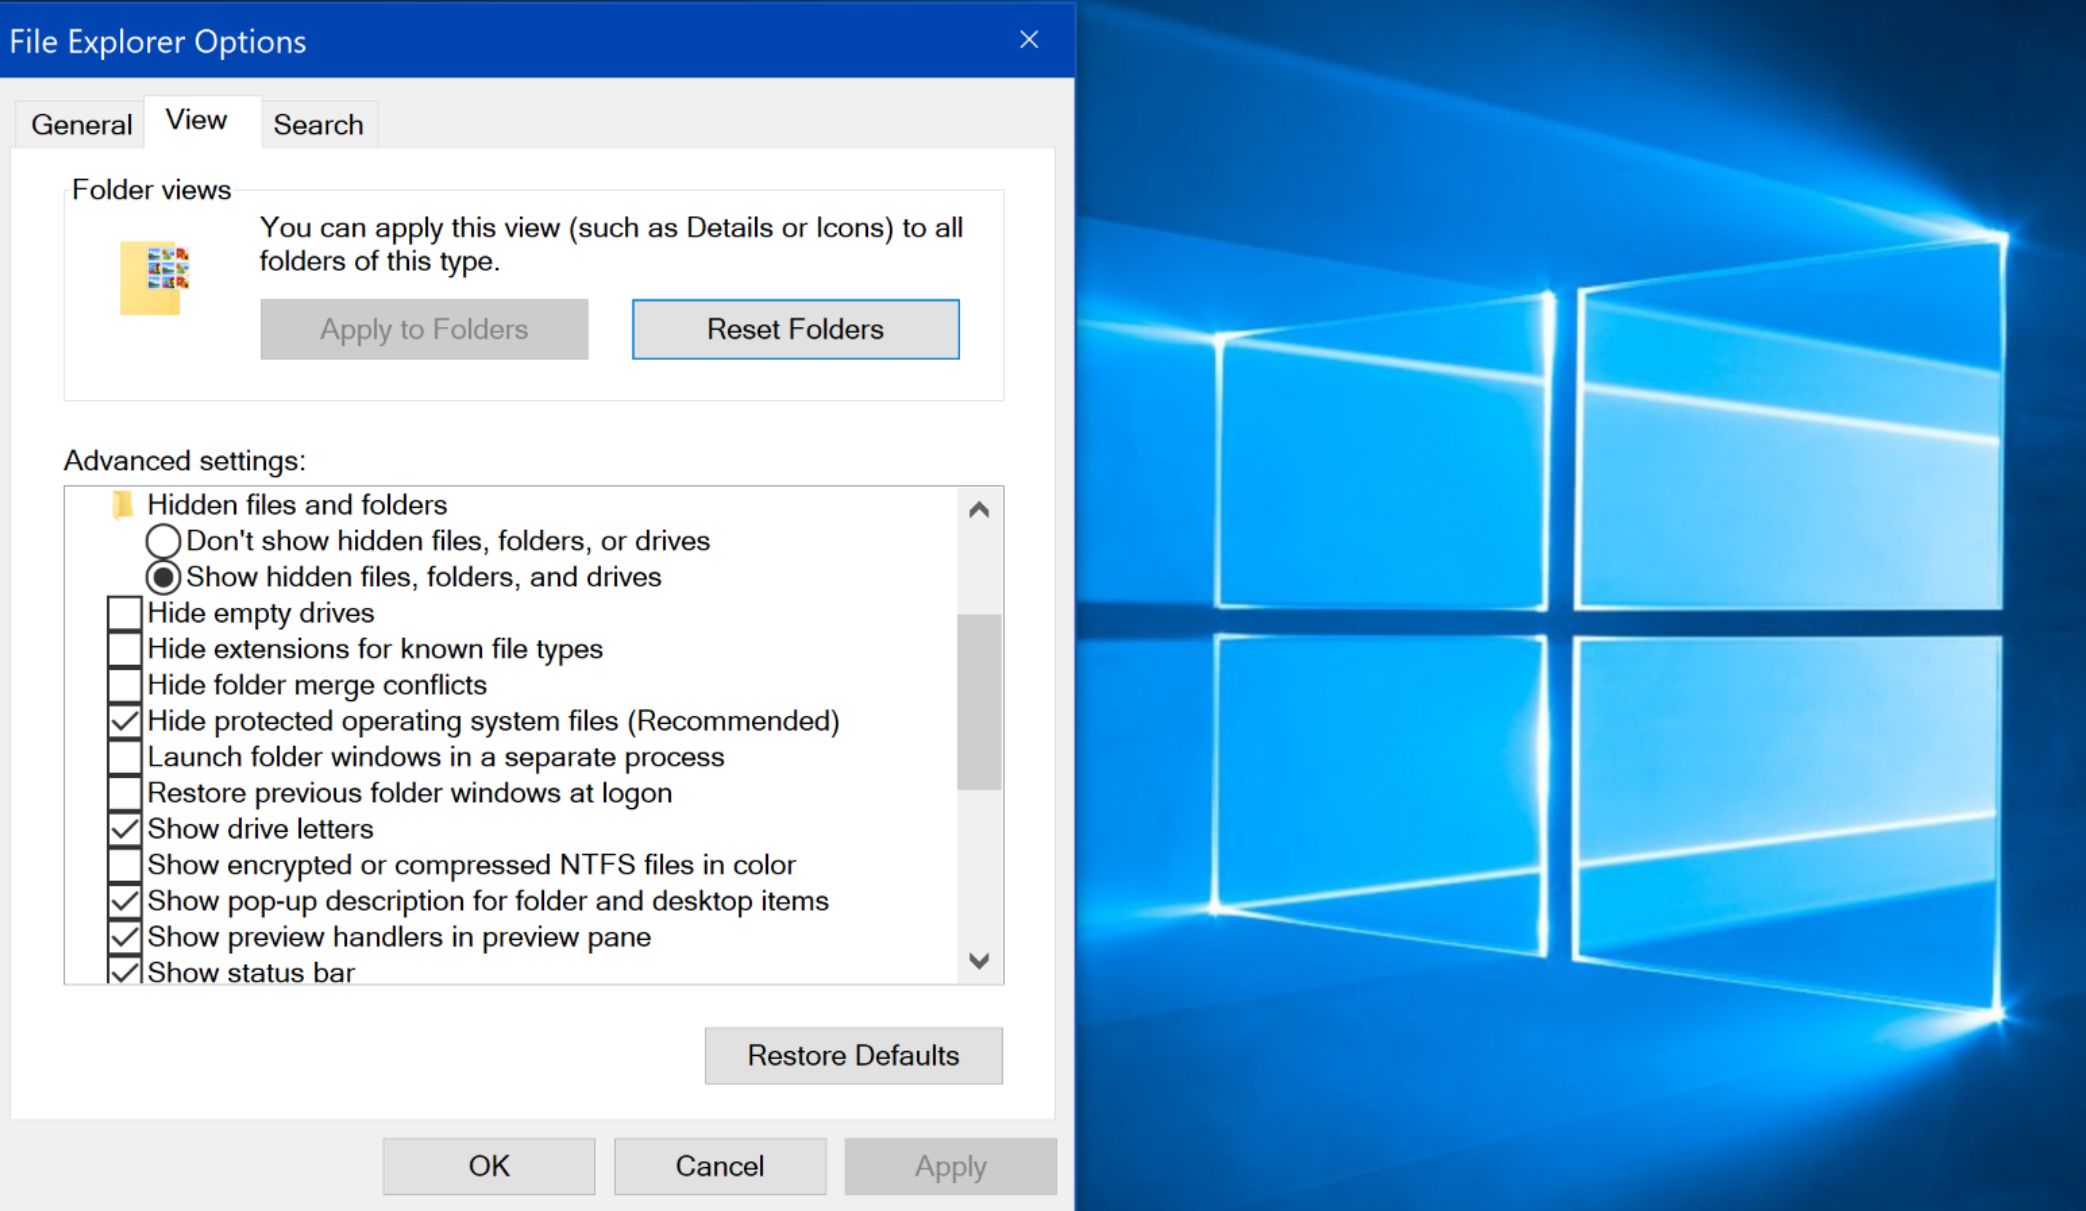 File Explorer Options
General
View
Search
Folder views
You can apply this view (such as Details or Icons) to all
folders of this type.
Apply to Folders
Reset Folders
Advanced settings:
Hidden files and folders
Don't show hidden files, folders, or drives
Show hidden files, folders, and drives
Hide empty drives
Hide extensions for known file types
Hide folder merge conflicts
Hide protected operating system files (Recommended)
Launch folder windows in a separate process
Restore previous folder windows at logon
Show drive letters
Show encrypted or compressed NTFS files in color
Show pop-up description for folder and desktop items
Show preview handlers in preview pane
Show status bar
Restore Defaults
OK
Cancel
Apply